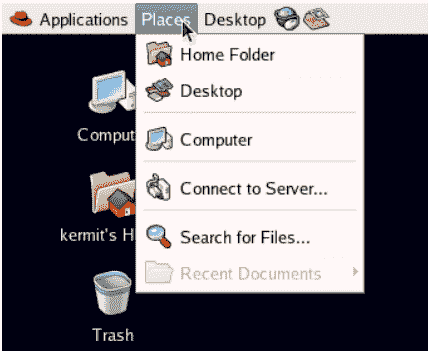 Applications Places Desktop
Home Folder
Desktop
Comput
Computer
Connect to Server...
kermit's H
Search for Files...
Recent Documents
Trash